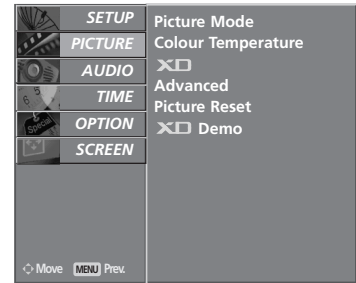 SETUP
PICTURE
AUDIO
TIME
OPTION
SCREEN
Move MENU Prev.
Picture Mode
Colour Temperature
XD
Advanced
Picture Reset
XD Demo